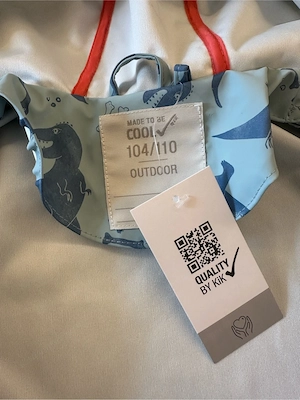 MADE TO BE
COOL
104/110
OUTDOOR
QUALITY
BY KiK